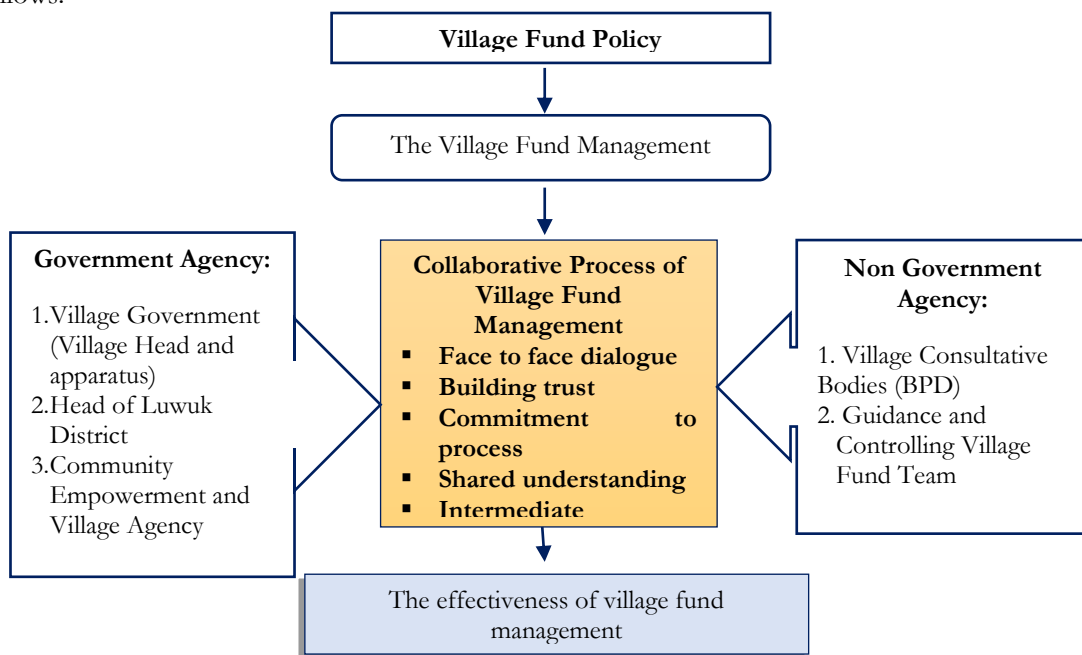 llows:
Village Fund Policy
The Village Fund Management
Government Agency:
1.Village Government
(Village Head and
apparatus)
2.Head of Luwuk
District
3.Community
Empowerment and
Village Agency
Collaborative Process of
Village Fund
Management
▪ Face to face dialogue
▪ Building trust
▪ Commitment to
process
▪ Shared understanding
▪ Intermediate
Non Government
Agency:
1. Village Consultative
Bodies (BPD)
2. Guidance and
Controlling Village
Fund Team
The effectiveness of village fund
management